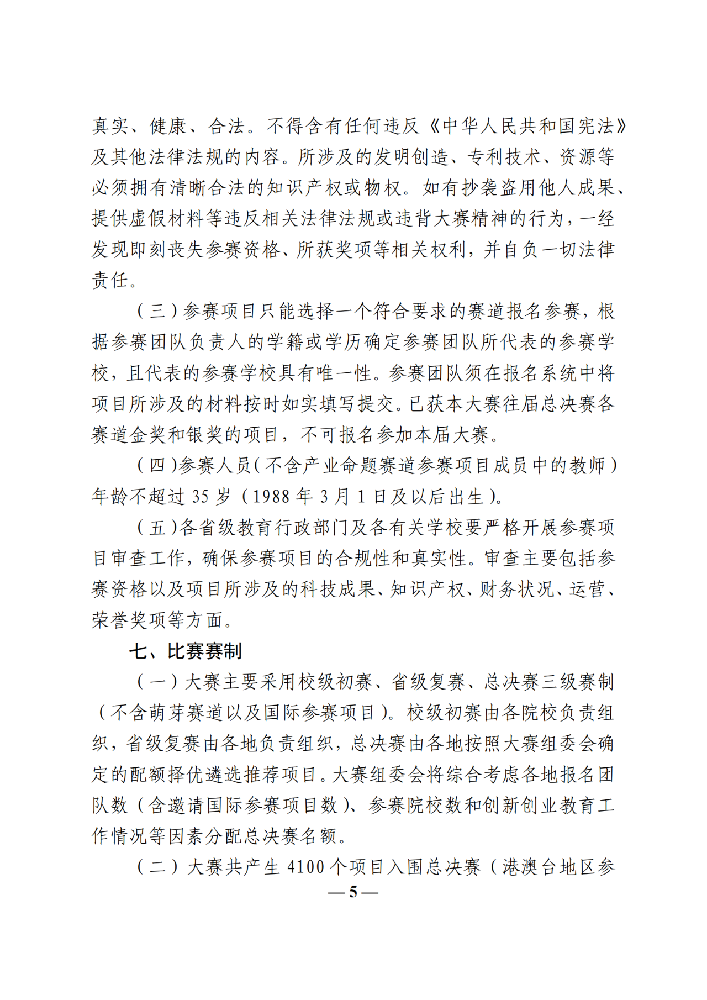 真实、健康、合法。不得含有任何违反《中华人民共和国宪法》
及其他法律法规的内容。所涉及的发明创造、专利技术、资源等
必须拥有清晰合法的知识产权或物权。如有抄袭盗用他人成果、
提供虚假材料等违反相关法律法规或违背大赛精神的行为，一经
发现即刻丧失参赛资格、所获奖项等相关权利，并自负一切法律
责任。
（三）参赛项目只能选择一个符合要求的赛道报名参赛，根
据参赛团队负责人的学籍或学历确定参赛团队所代表的参赛学
校，且代表的参赛学校具有唯一性。参赛团队须在报名系统中将
项目所涉及的材料按时如实填写提交。已获本大赛往届总决赛各
赛道金奖和银奖的项目，不可报名参加本届大赛。
（四）参赛人员（不含产业命题赛道参赛项目成员中的教师）
年龄不超过 35 岁（1988 年 3 月 1 日及以后出生）。
（五）各省级教育行政部门及各有关学校要严格开展参赛项
目审查工作，确保参赛项目的合规性和真实性。审查主要包括参
赛资格以及项目所涉及的科技成果、知识产权、财务状况、运营、
荣誉奖项等方面。
七、比赛赛制
（一）大赛主要采用校级初赛、省级复赛、总决赛三级赛制
（不含萌芽赛道以及国际参赛项目）。校级初赛由各院校负责组
织，省级复赛由各地负责组织，总决赛由各地按照大赛组委会确
定的配额择优遴选推荐项目。大赛组委会将综合考虑各地报名团
队数（含邀请国际参赛项目数）、参赛院校数和创新创业教育工
作情况等因素分配总决赛名额。
（二）大赛共产生 4100 个项目入围总决赛（港澳台地区参
— 5 —